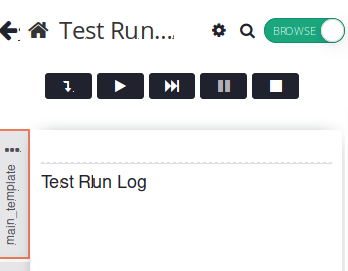 Test Run...
BROWSE
main_template
Test Run Log